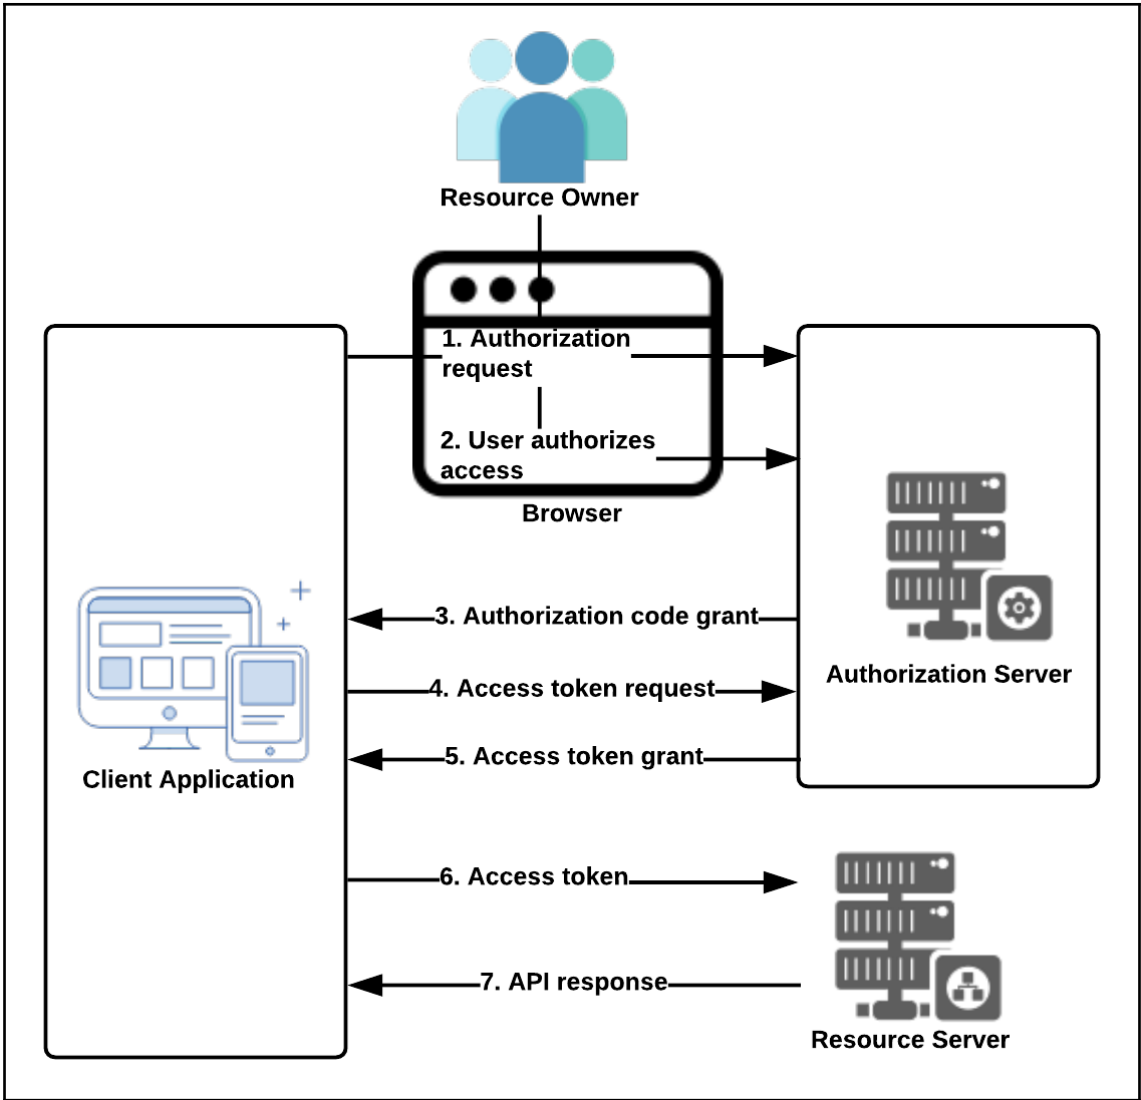 Resource Owner
1. Authorization
request
2. User authorizes
access
Browser
3. Authorization code grant
Authorization Server
4. Access token request
5. Access token grant
Client Application
6. Access token
7. API response
Resource Server